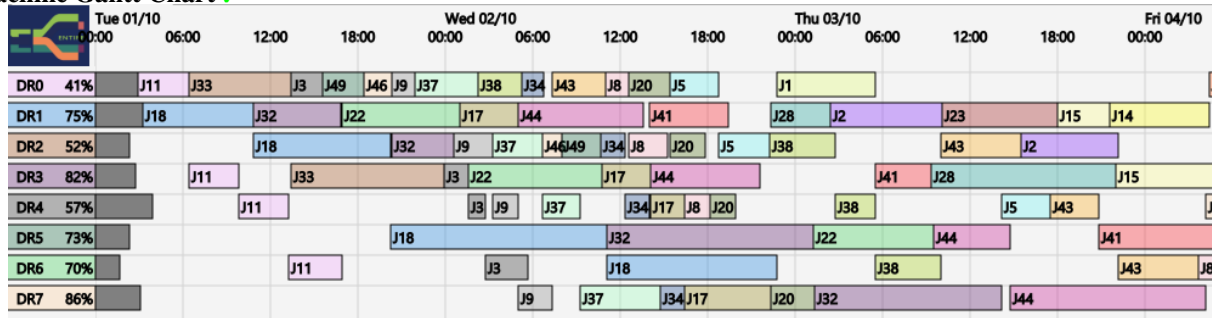 Machine Gantt Chart
Tue 01/10 Wed 02/10 Thu 03/10 Fri 04/10
00:00 06:00 12:00 18:00 00:00 06:00 12:00 18:00 00:00 06:00 12:00 18:00 00:00
DR0 41% J11 J33 J3 J49 J46 J9 J37 J38 J34 J43 J8 J20 J5 J1
DR1 75% J18 J32 J22 J17 J44 J41 J28 J2 J23 J15 J14
DR2 52% J18 J32 J9 J37 J46 J49 J34 J8 J20 J5 J38 J43 J2
DR3 82% J11 J33 J3 J22 J17 J44 J41 J28 J15
DR4 57% J11 J3 J9 J37 J34 J17 J8 J20 J38 J5 J43
DR5 73% J18 J32 J22 J44 J41
DR6 70% J11 J3 J18 J38 J43 J8
DR7 86% J9 J37 J34 J17 J20 J32 J44